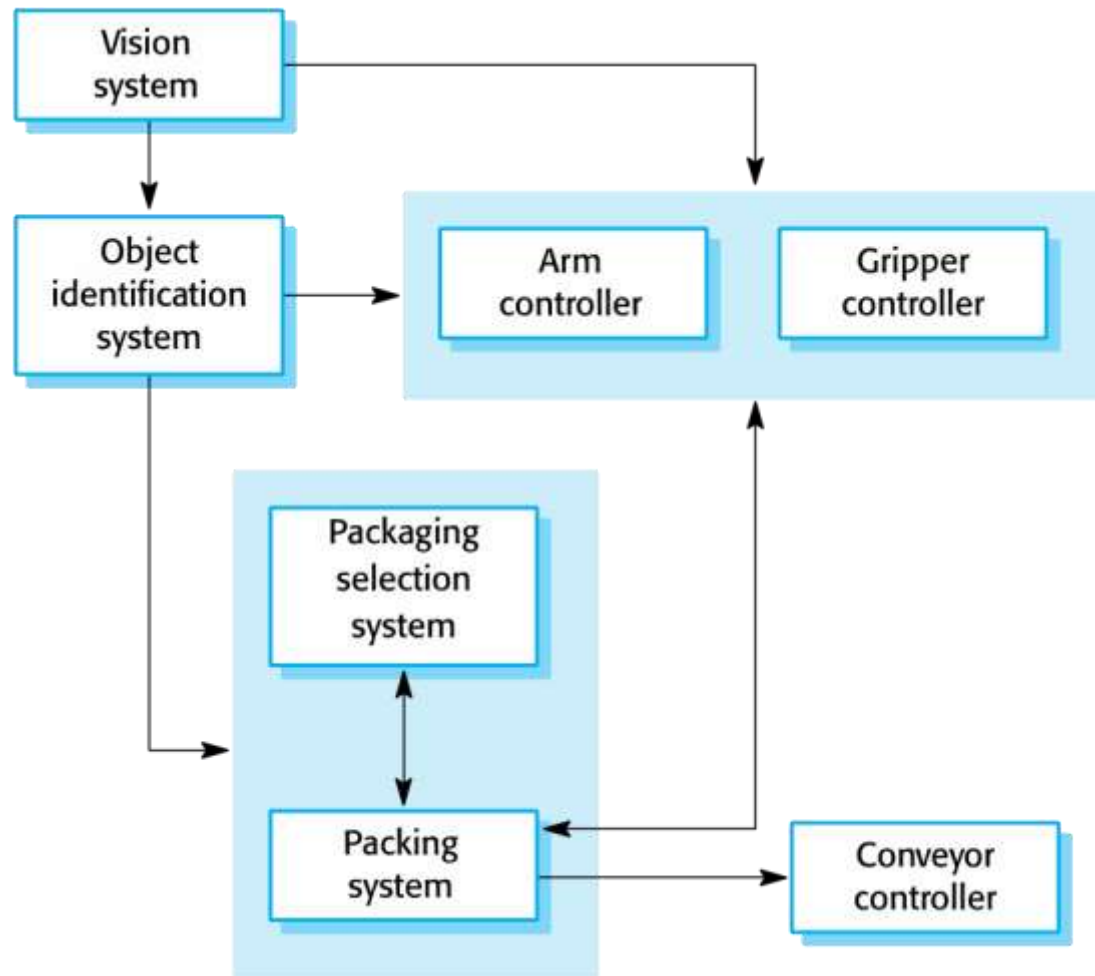 Vision
system
Object
identification
system
Arm
controller
Gripper
controller
Packaging
selection
system
Packing
system
Conveyor
controller